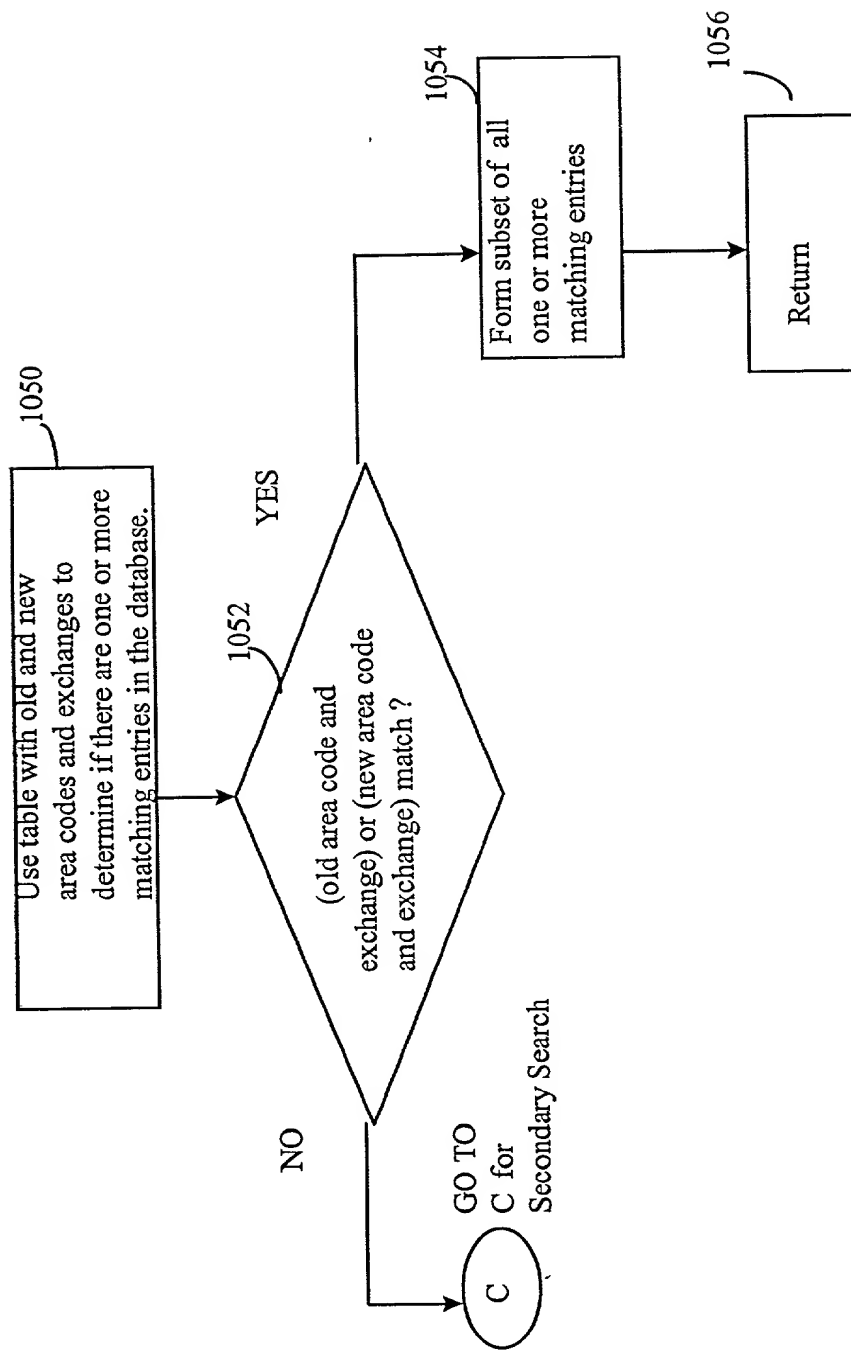 1050
Use table with old and new
area codes and exchanges to
determine if there are one or more
matching entries in the database.
1052
(old area code and
exchange) or (new area code
and exchange) match ?
NO
YES
C
GO TO
C for
Secondary Search
1054
Form subset of all
one or more
matching entries
1056
Return